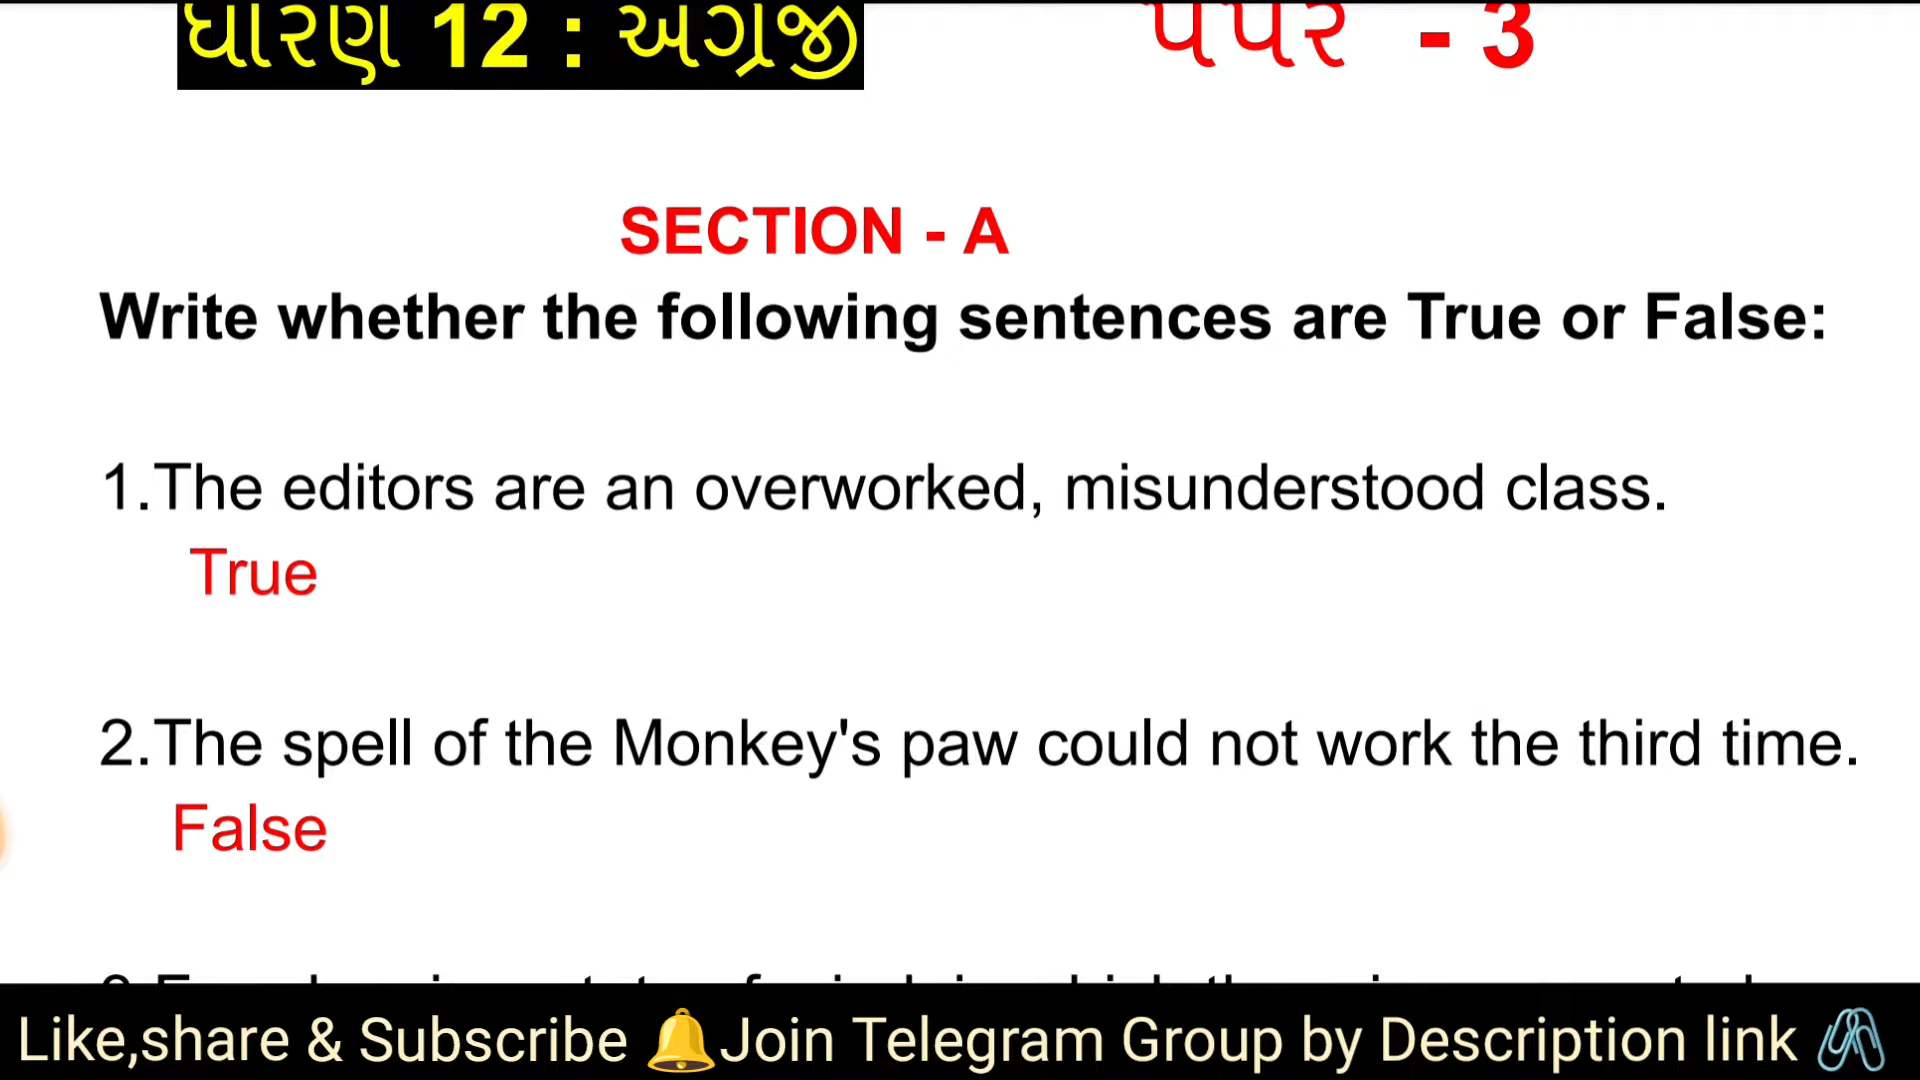 ધોરણ 12 : અંગ્રેજી
- 3
SECTION - A
Write whether the following sentences are True or False:
1.The editors are an overworked, misunderstood class.
True
2.The spell of the Monkey's paw could not work the third time.
False
Like,share & Subscribe 🔔Join Telegram Group by Description link 🖇️